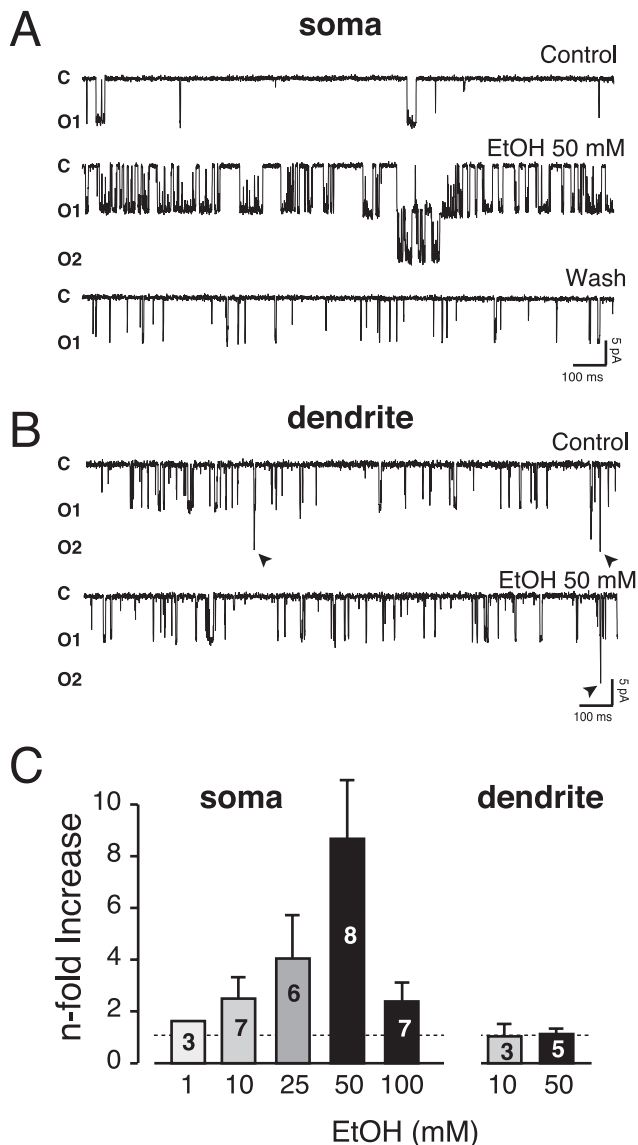 A
soma
Control
C
O1
EtOH 50 mM
C
O1
O2
Wash
C
O1
5 pA
100 ms
B
dendrite
Control
C
O1
O2
EtOH 50 mM
C
O1
O2
5 pA
100 ms
C
soma
dendrite
n-fold Increase
10
8
6
4
2
0
3
7
6
8
7
3
5
1 10 25 50 100 10 50
EtOH (mM)